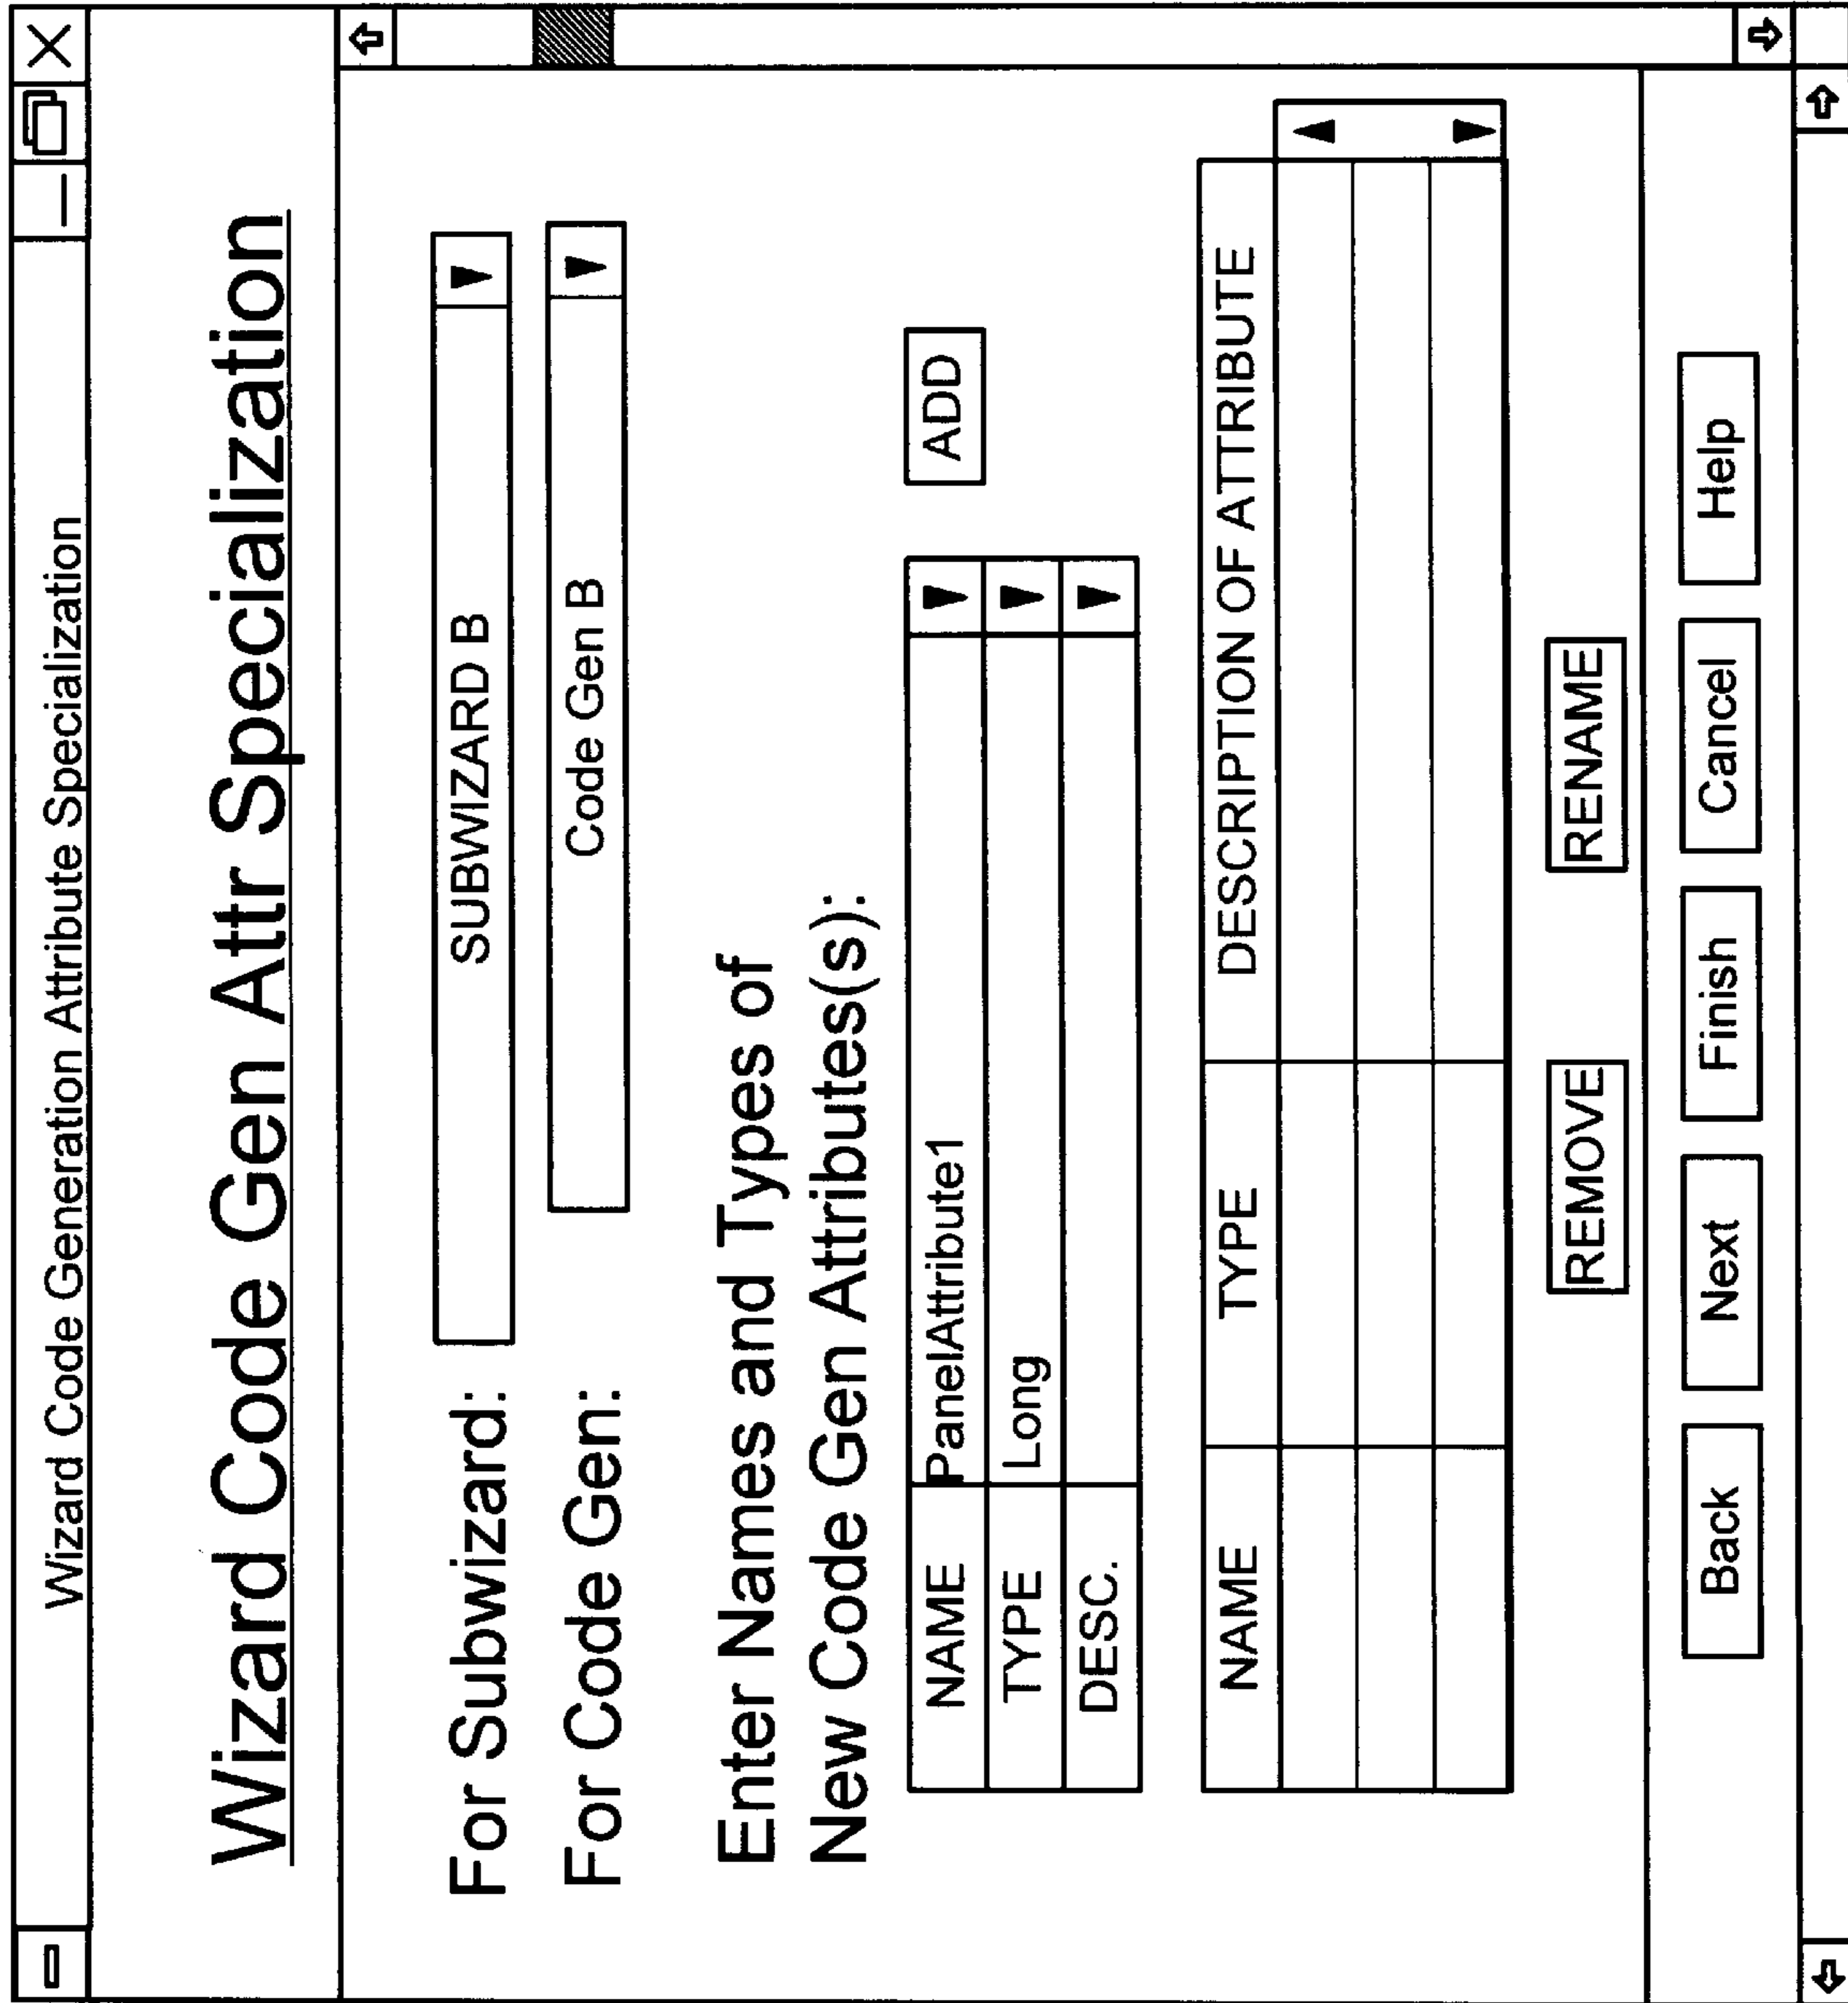 Wizard Code Generation Attribute Specialization
Wizard Code Gen Attr Specialization
For Subwizard: SUBWIZARD B
For Code Gen: Code Gen B
Enter Names and Types of
New Code Gen Attributes(s):
NAME PanelAttribute1 ADD
TYPE Long
DESC.
NAME TYPE DESCRIPTION OF ATTRIBUTE
REMOVE RENAME
Back Next Finish Cancel Help